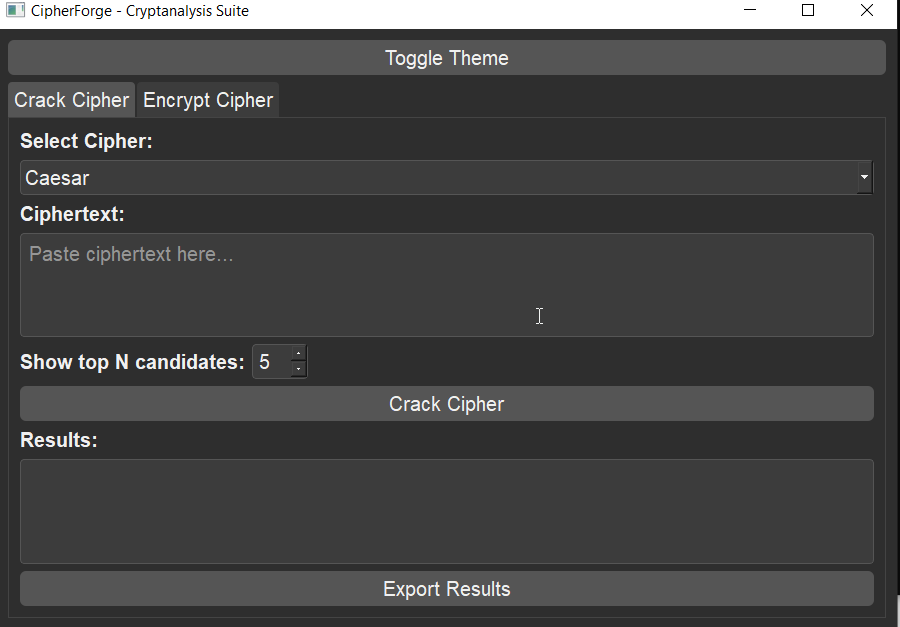 CipherForge - Cryptanalysis Suite
Toggle Theme
Crack Cipher Encrypt Cipher
Select Cipher:
Caesar
Ciphertext:
Paste ciphertext here...
Show top N candidates: 5
Crack Cipher
Results:
Export Results